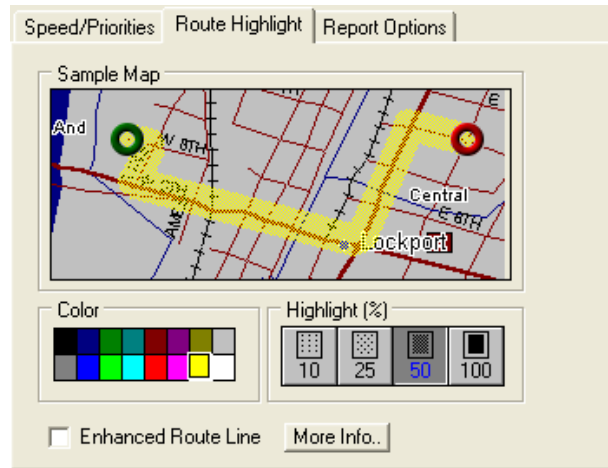 Speed/Priorities Route Highlight Report Options
Sample Map
E
And
W 8TH
Central
E 8TH
Lockport
Color
Highlight (%)
10 25 50 100
Enhanced Route Line More Info..